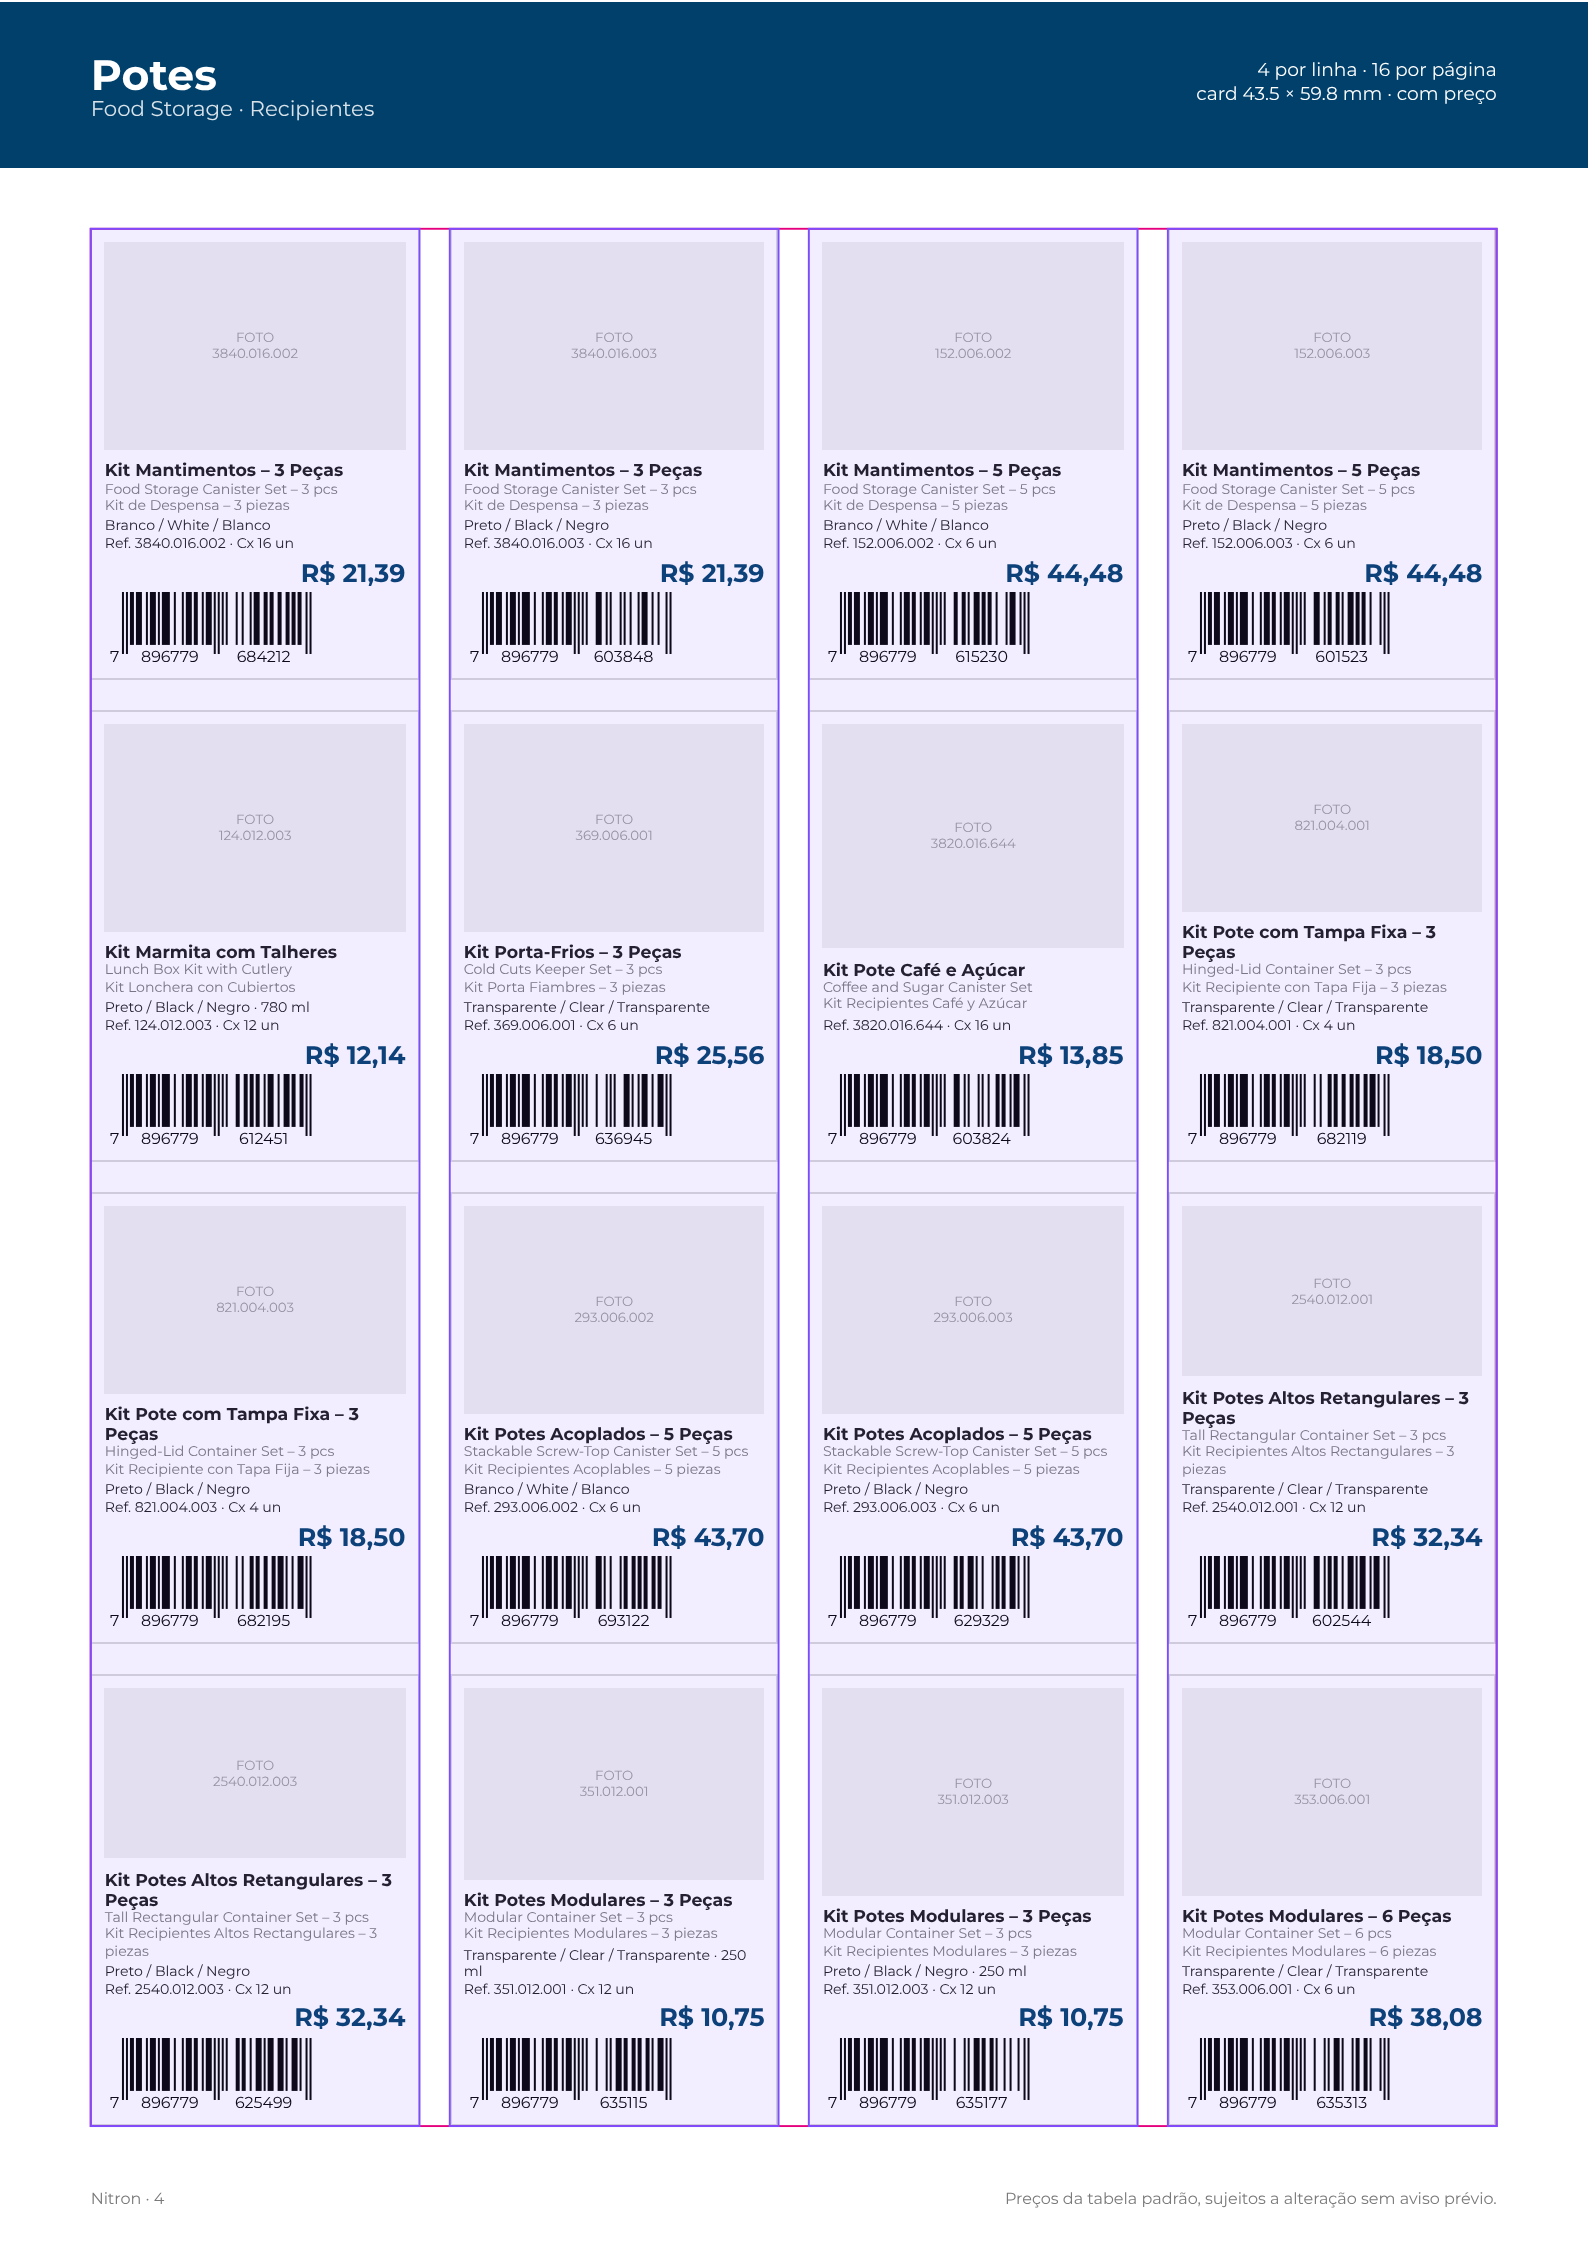 Potes
Food Storage · Recipientes
4 por linha · 16 por página
card 43.5 × 59.8 mm · com preço
FOTO
3840.016.002
Kit Mantimentos – 3 Peças
Food Storage Canister Set – 3 pcs
Kit de Despensa – 3 piezas
Branco / White / Blanco
Ref. 3840.016.002 · Cx 16 un
R$ 21,39
7 896779 684212
FOTO
3840.016.003
Kit Mantimentos – 3 Peças
Food Storage Canister Set – 3 pcs
Kit de Despensa – 3 piezas
Preto / Black / Negro
Ref. 3840.016.003 · Cx 16 un
R$ 21,39
7 896779 603848
FOTO
152.006.002
Kit Mantimentos – 5 Peças
Food Storage Canister Set – 5 pcs
Kit de Despensa – 5 piezas
Branco / White / Blanco
Ref. 152.006.002 · Cx 6 un
R$ 44,48
7 896779 615230
FOTO
152.006.003
Kit Mantimentos – 5 Peças
Food Storage Canister Set – 5 pcs
Kit de Despensa – 5 piezas
Preto / Black / Negro
Ref. 152.006.003 · Cx 6 un
R$ 44,48
7 896779 601523
FOTO
124.012.003
Kit Marmita com Talheres
Lunch Box Kit with Cutlery
Kit Lonchera con Cubiertos
Preto / Black / Negro · 780 ml
Ref. 124.012.003 · Cx 12 un
R$ 12,14
7 896779 612451
FOTO
369.006.001
Kit Porta-Frios – 3 Peças
Cold Cuts Keeper Set – 3 pcs
Kit Porta Fiambres – 3 piezas
Transparente / Clear / Transparente
Ref. 369.006.001 · Cx 6 un
R$ 25,56
7 896779 636945
FOTO
3820.016.644
Kit Pote Café e Açúcar
Coffee and Sugar Canister Set
Kit Recipientes Café y Azúcar
Ref. 3820.016.644 · Cx 16 un
R$ 13,85
7 896779 603824
FOTO
821.004.001
Kit Pote com Tampa Fixa – 3
Peças
Hinged-Lid Container Set – 3 pcs
Kit Recipiente con Tapa Fija – 3 piezas
Transparente / Clear / Transparente
Ref. 821.004.001 · Cx 4 un
R$ 18,50
7 896779 682119
FOTO
821.004.003
Kit Pote com Tampa Fixa – 3
Peças
Hinged-Lid Container Set – 3 pcs
Kit Recipiente con Tapa Fija – 3 piezas
Preto / Black / Negro
Ref. 821.004.003 · Cx 4 un
R$ 18,50
7 896779 682195
FOTO
293.006.002
Kit Potes Acoplados – 5 Peças
Stackable Screw-Top Canister Set – 5 pcs
Kit Recipientes Acoplables – 5 piezas
Branco / White / Blanco
Ref. 293.006.002 · Cx 6 un
R$ 43,70
7 896779 693122
FOTO
293.006.003
Kit Potes Acoplados – 5 Peças
Stackable Screw-Top Canister Set – 5 pcs
Kit Recipientes Acoplables – 5 piezas
Preto / Black / Negro
Ref. 293.006.003 · Cx 6 un
R$ 43,70
7 896779 629329
FOTO
2540.012.001
Kit Potes Altos Retangulares – 3
Peças
Tall Rectangular Container Set – 3 pcs
Kit Recipientes Altos Rectangulares – 3
piezas
Transparente / Clear / Transparente
Ref. 2540.012.001 · Cx 12 un
R$ 32,34
7 896779 602544
FOTO
2540.012.003
Kit Potes Altos Retangulares – 3
Peças
Tall Rectangular Container Set – 3 pcs
Kit Recipientes Altos Rectangulares – 3
piezas
Preto / Black / Negro
Ref. 2540.012.003 · Cx 12 un
R$ 32,34
7 896779 625499
FOTO
351.012.001
Kit Potes Modulares – 3 Peças
Modular Container Set – 3 pcs
Kit Recipientes Modulares – 3 piezas
Transparente / Clear / Transparente · 250
ml
Ref. 351.012.001 · Cx 12 un
R$ 10,75
7 896779 635115
FOTO
351.012.003
Kit Potes Modulares – 3 Peças
Modular Container Set – 3 pcs
Kit Recipientes Modulares – 3 piezas
Preto / Black / Negro · 250 ml
Ref. 351.012.003 · Cx 12 un
R$ 10,75
7 896779 635177
FOTO
353.006.001
Kit Potes Modulares – 6 Peças
Modular Container Set – 6 pcs
Kit Recipientes Modulares – 6 piezas
Transparente / Clear / Transparente
Ref. 353.006.001 · Cx 6 un
R$ 38,08
7 896779 635313
Nitron · 4
Preços da tabela padrão, sujeitos a alteração sem aviso prévio.